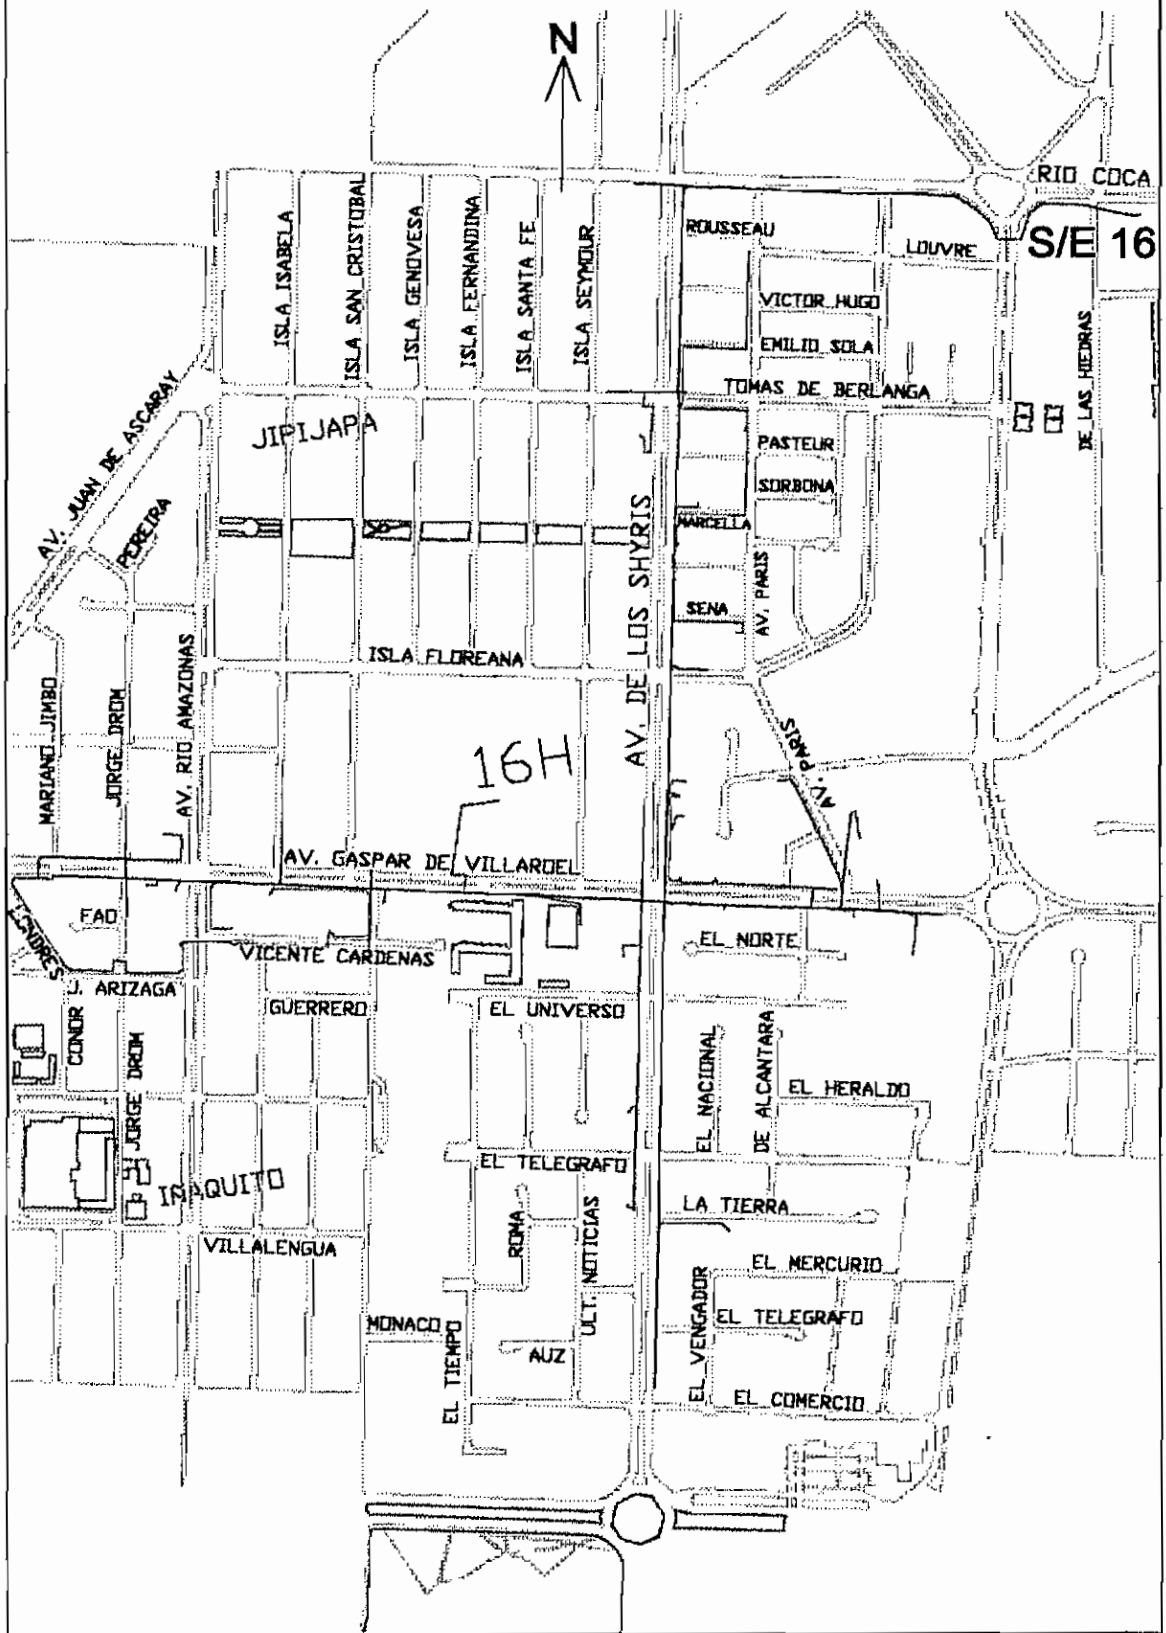 N
RIO COCA
S/E 16
ISLA ISABELA
ISLA SAN CRISTOBAL
ISLA GENOVESA
ISLA FERNANDINA
ISLA SANTA FE
ISLA SEYMOUR
ROUSSEAU
LOUVRE
VICTOR HUGO
EMILIO SOLA
TOMAS DE BERLANGA
DE LAS HIEDRAS
AV. JUAN DE ASCARAY
JIPIJAPA
PASTEUR
SORBONA
MARCELLA
PEREIRA
AV. DE LOS SHYRIS
AV. PARIS
SENA
ISLA FLOREANA
MARIANO JIMBO
JORGE DROM
AV. RIO AMAZONAS
16H
AV. PARIS
AV. GASPAR DE VILLAROEL
LONDRES
FAO
EL NORTE
VICENTE CARDENAS
J. ARIZAGA
GUERRERO
EL UNIVERSO
CONOR
JORGE DROM
EL NACIONAL
DE ALCANTARA
EL HERALDO
EL TELEGRAFO
IÑAQUITO
ROMA
ULT. NOTICIAS
LA TIERRA
VILLALENGUA
EL MERCURIO
MONACO
EL TIEMPO
AUZ
EL VENGADOR
EL TELEGRAFO
EL COMERCIO